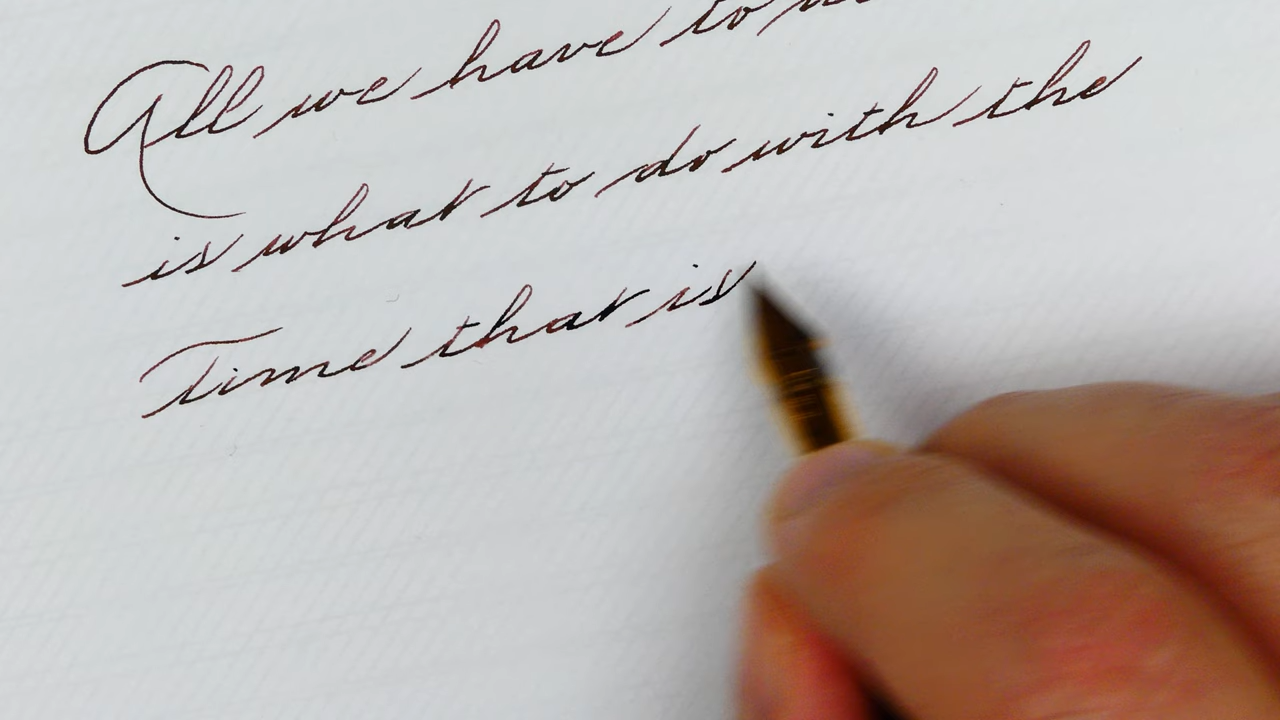 All we have to
is what to do with the
Time that is